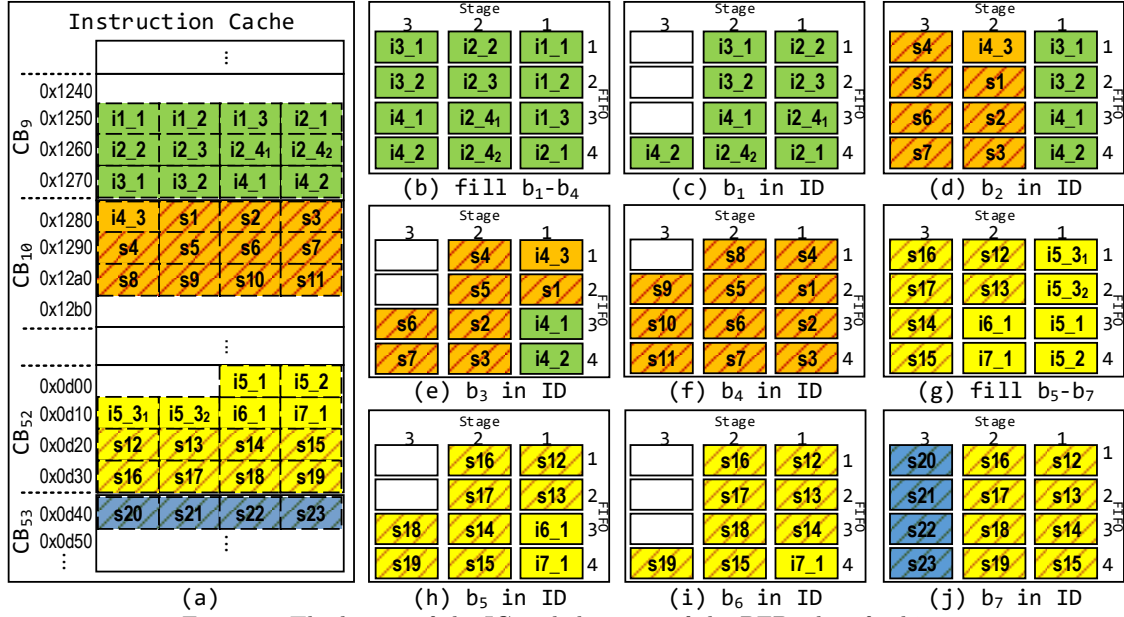 Instruction Cache
⋮
0x1240
CB9
0x1250 i1_1 i1_2 i1_3 i2_1
0x1260 i2_2 i2_3 i2_4₁ i2_4₂
0x1270 i3_1 i3_2 i4_1 i4_2
CB10
0x1280 i4_3 s1 s2 s3
0x1290 s4 s5 s6 s7
0x12a0 s8 s9 s10 s11
0x12b0
⋮
CB52
0x0d00 i5_1 i5_2
0x0d10 i5_3₁ i5_3₂ i6_1 i7_1
0x0d20 s12 s13 s14 s15
0x0d30 s16 s17 s18 s19
CB53
0x0d40 s20 s21 s22 s23
0x0d50 ⋮
⋮
(a)
Stage
3 2 1
i3_1 i2_2 i1_1 1
i3_2 i2_3 i1_2 2
i4_1 i2_4₁ i1_3 3
i4_2 i2_4₂ i2_1 4
FIFO
(b) fill b₁-b₄
Stage
3 2 1
i3_1 i2_2 1
i3_2 i2_3 2
i4_1 i2_4₁ 3
i4_2 i2_4₂ i2_1 4
FIFO
(c) b₁ in ID
Stage
3 2 1
s4 i4_3 i3_1 1
s5 s1 i3_2 2
s6 s2 i4_1 3
s7 s3 i4_2 4
FIFO
(d) b₂ in ID
Stage
3 2 1
s4 i4_3 1
s5 s1 2
s6 s2 i4_1 3
s7 s3 i4_2 4
FIFO
(e) b₃ in ID
Stage
3 2 1
s8 s4 1
s9 s5 s1 2
s10 s6 s2 3
s11 s7 s3 4
FIFO
(f) b₄ in ID
Stage
3 2 1
s16 s12 i5_3₁ 1
s17 s13 i5_3₂ 2
s14 i6_1 i5_1 3
s15 i7_1 i5_2 4
FIFO
(g) fill b₅-b₇
Stage
3 2 1
s16 s12 1
s17 s13 2
s18 s14 i6_1 3
s19 s15 i7_1 4
FIFO
(h) b₅ in ID
Stage
3 2 1
s16 s12 1
s17 s13 2
s18 s14 3
s19 s15 i7_1 4
FIFO
(i) b₆ in ID
Stage
3 2 1
s20 s16 s12 1
s21 s17 s13 2
s22 s18 s14 3
s23 s19 s15 4
FIFO
(j) b₇ in ID